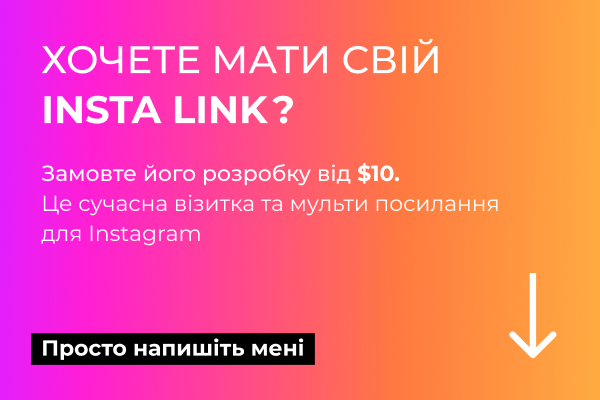 ХОЧЕТЕ МАТИ СВІЙ
INSTA LINK?
Замовте його розробку від $10.
Це сучасна візитка та мульти посилання
для Instagram
Просто напишіть мені